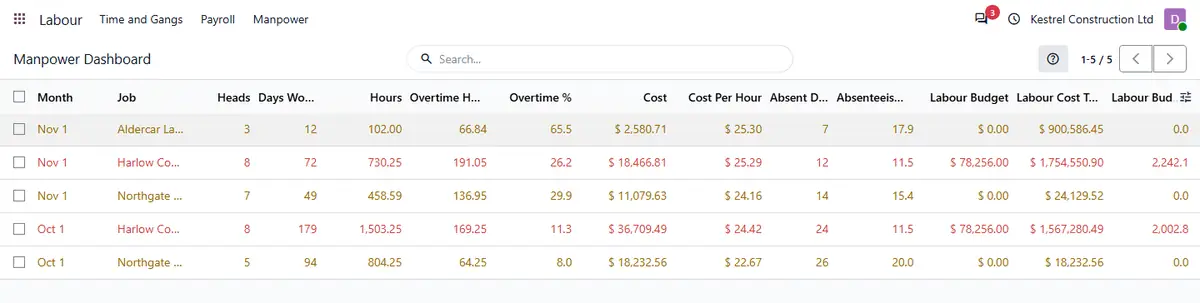 Labour Time and Gangs Payroll Manpower 3 Kestrel Construction Ltd D
Manpower Dashboard Search... 1-5 / 5
Month Job Heads Days Wo... Hours Overtime H... Overtime % Cost Cost Per Hour Absent D... Absenteeis... Labour Budget Labour Cost T... Labour Bud
Nov 1 Aldercar La... 3 12 102.00 66.84 65.5 $ 2,580.71 $ 25.30 7 17.9 $ 0.00 $ 900,586.45 0.0
Nov 1 Harlow Co... 8 72 730.25 191.05 26.2 $ 18,466.81 $ 25.29 12 11.5 $ 78,256.00 $ 1,754,550.90 2,242.1
Nov 1 Northgate ... 7 49 458.59 136.95 29.9 $ 11,079.63 $ 24.16 14 15.4 $ 0.00 $ 24,129.52 0.0
Oct 1 Harlow Co... 8 179 1,503.25 169.25 11.3 $ 36,709.49 $ 24.42 24 11.5 $ 78,256.00 $ 1,567,280.49 2,002.8
Oct 1 Northgate ... 5 94 804.25 64.25 8.0 $ 18,232.56 $ 22.67 26 20.0 $ 0.00 $ 18,232.56 0.0